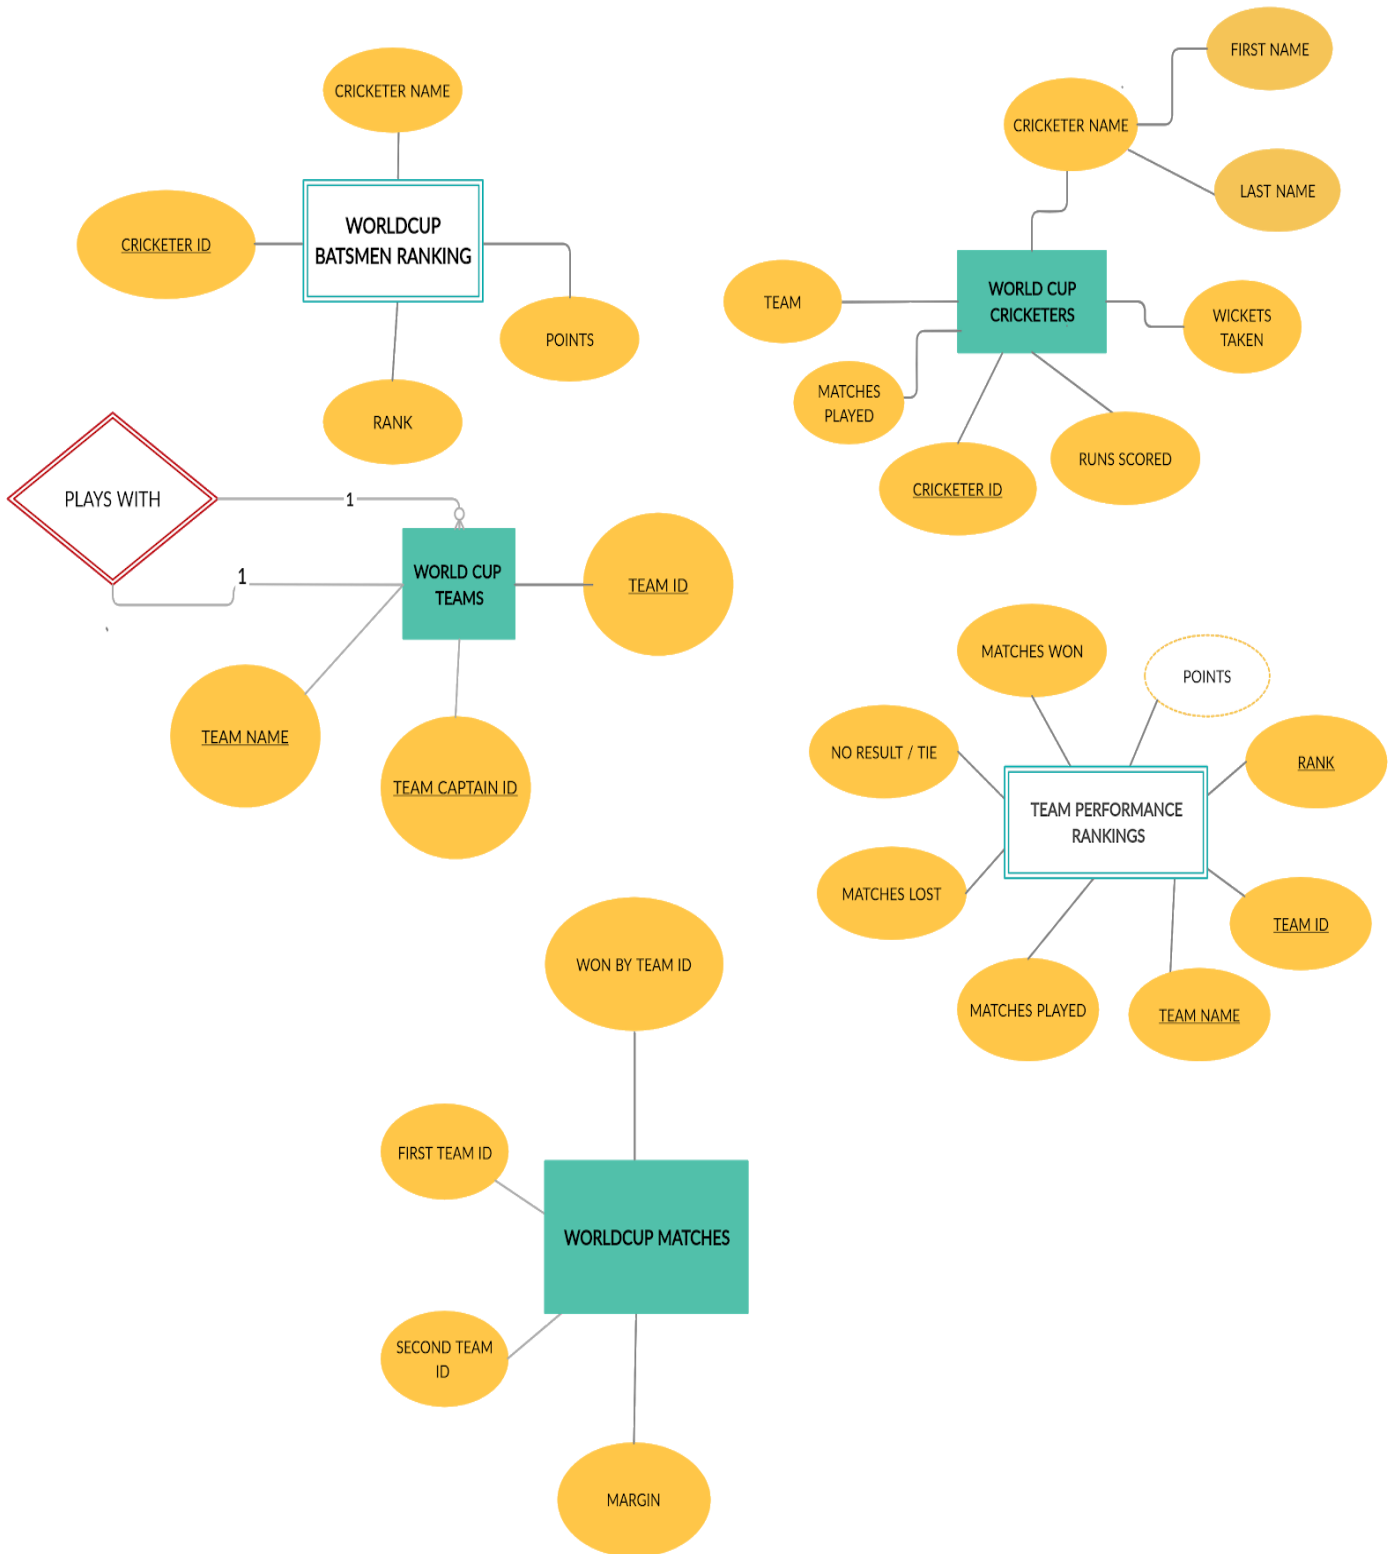 CRICKETER NAME
CRICKETER ID
WORLDCUP
BATSMEN RANKING
POINTS
RANK
FIRST NAME
CRICKETER NAME
LAST NAME
TEAM
WORLD CUP
CRICKETERS
WICKETS
TAKEN
MATCHES
PLAYED
RUNS SCORED
CRICKETER ID
PLAYS WITH
1
1
WORLD CUP
TEAMS
TEAM ID
TEAM NAME
TEAM CAPTAIN ID
MATCHES WON
POINTS
NO RESULT / TIE
RANK
TEAM PERFORMANCE
RANKINGS
MATCHES LOST
TEAM ID
MATCHES PLAYED
TEAM NAME
WON BY TEAM ID
FIRST TEAM ID
WORLDCUP MATCHES
SECOND TEAM
ID
MARGIN